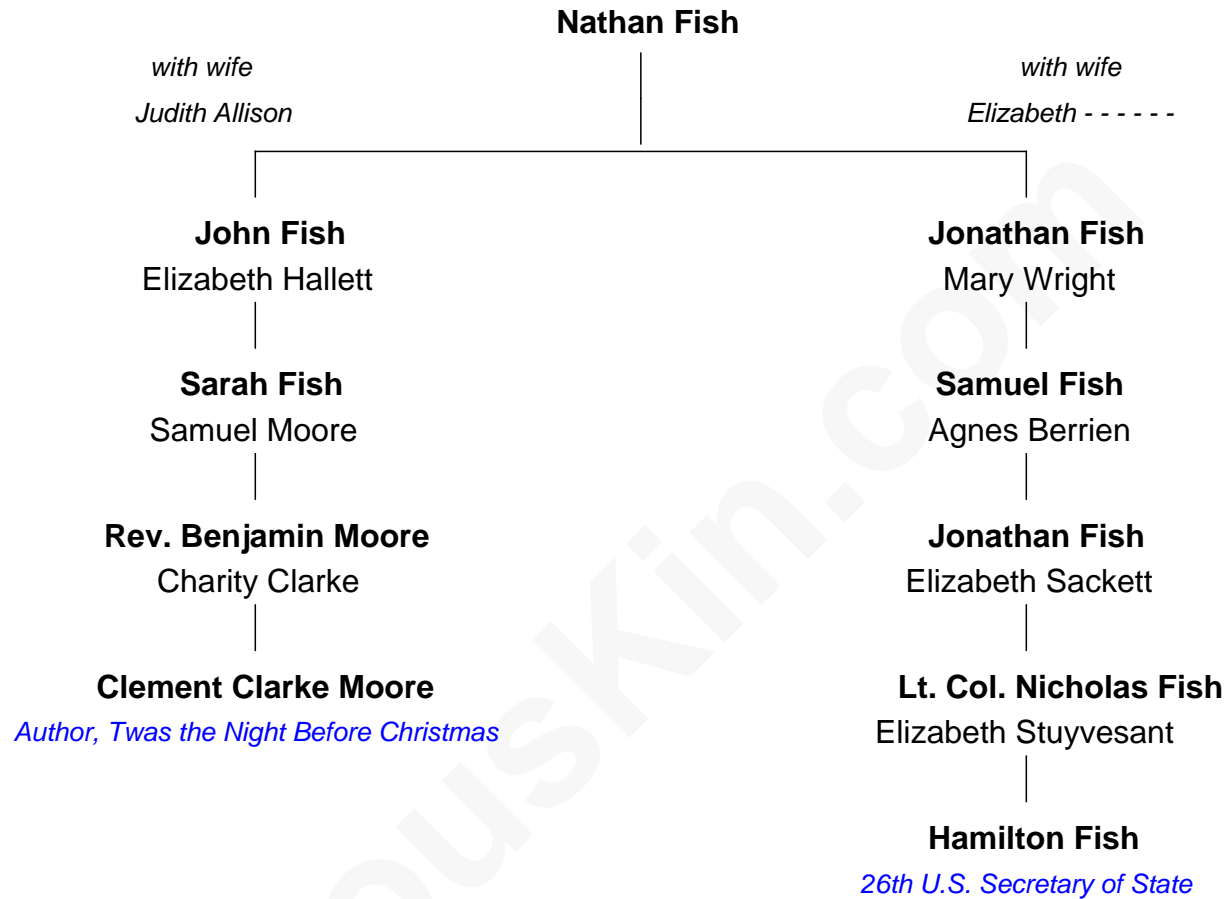 Nathan Fish
with wife
Judith Allison
with wife
Elizabeth - - - - - -
John Fish
Elizabeth Hallett
Jonathan Fish
Mary Wright
Sarah Fish
Samuel Moore
Samuel Fish
Agnes Berrien
Rev. Benjamin Moore
Charity Clarke
Jonathan Fish
Elizabeth Sackett
Clement Clarke Moore
Author, Twas the Night Before Christmas
Lt. Col. Nicholas Fish
Elizabeth Stuyvesant
Hamilton Fish
26th U.S. Secretary of State
ousKin.com